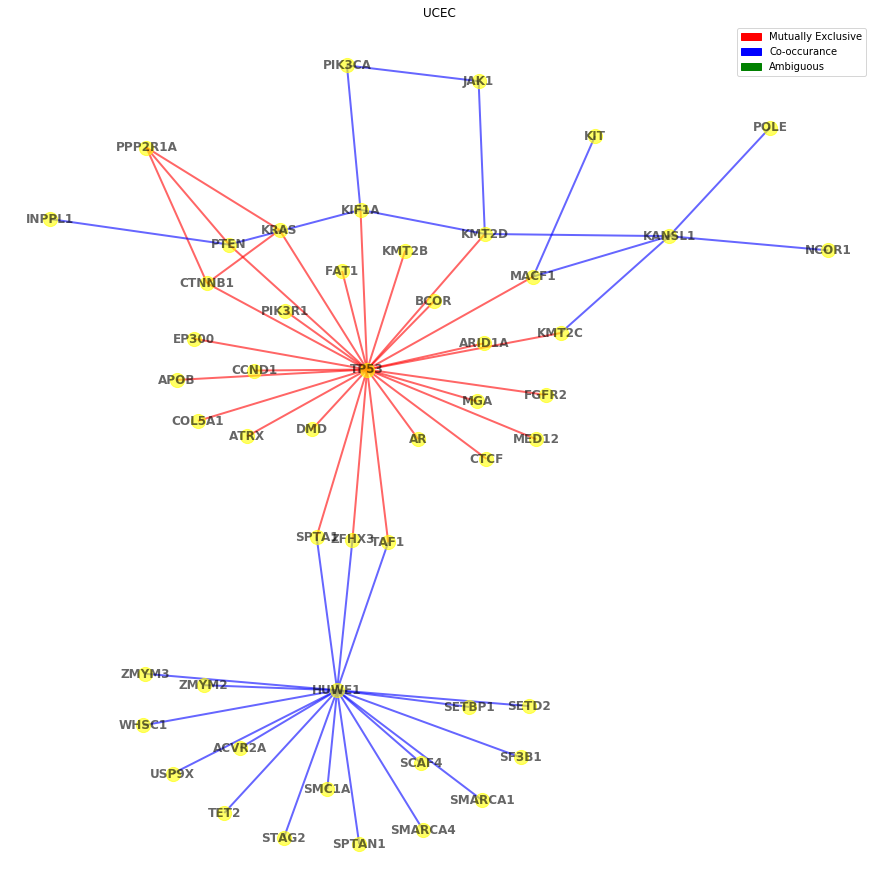 UCEC
Mutually Exclusive
Co-occurance
Ambiguous
PIK3CA
JAK1
KIT
POLE
PPP2R1A
INPPL1
KIF1A
KRAS
PTEN
KMT2D
KANSL1
NCOR1
KMT2B
FAT1
MACF1
CTNNB1
BCOR
PIK3R1
EP300
ARID1A
KMT2C
TP53
CCND1
APOB
FGFR2
MGA
COL5A1
ATRX
DMD
AR
MED12
CTCF
SPTA1
ZFHX3
TAF1
ZMYM3
ZMYM2
HUWE1
SETBP1
SETD2
WHSC1
ACVR2A
SF3B1
USP9X
SCAF4
SMC1A
SMARCA1
TET2
STAG2
SPTAN1
SMARCA4